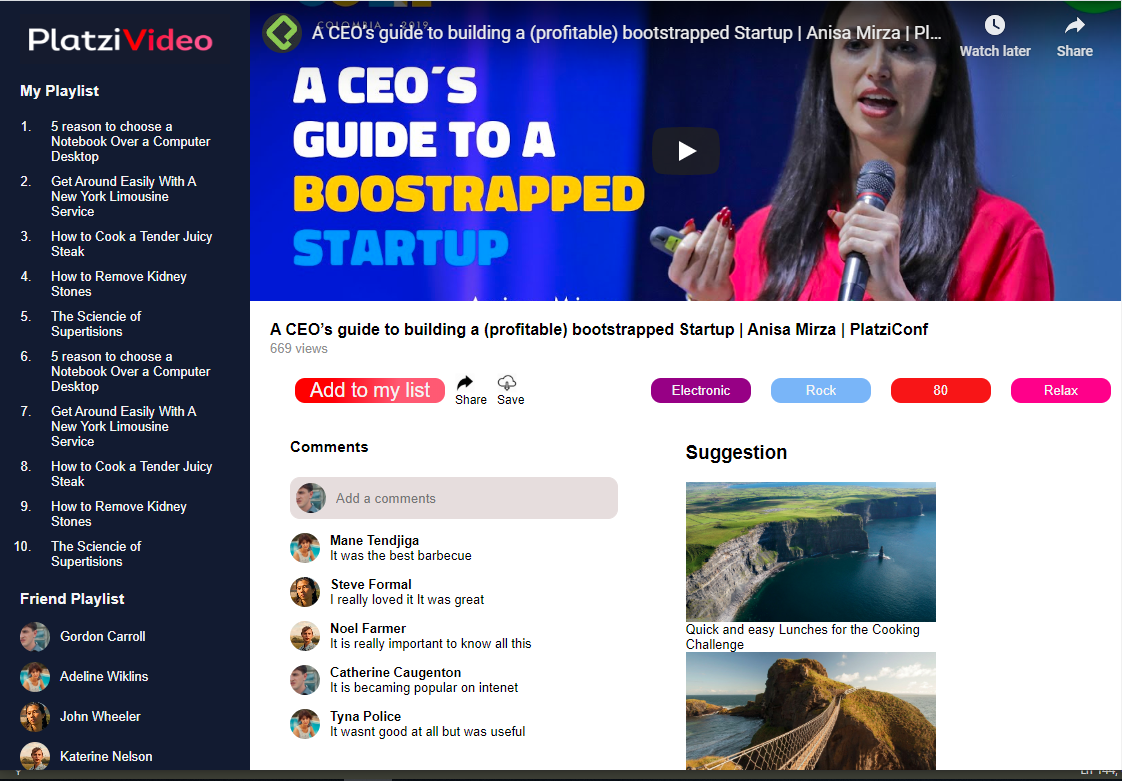 PlatziVideo
My Playlist
1. 5 reason to choose a
Notebook Over a Computer
Desktop
2. Get Around Easily With A
New York Limousine
Service
3. How to Cook a Tender Juicy
Steak
4. How to Remove Kidney
Stones
5. The Sciencie of
Supertisions
6. 5 reason to choose a
Notebook Over a Computer
Desktop
7. Get Around Easily With A
New York Limousine
Service
8. How to Cook a Tender Juicy
Steak
9. How to Remove Kidney
Stones
10. The Sciencie of
Supertisions
Friend Playlist
Gordon Carroll
Adeline Wiklins
John Wheeler
Katerine Nelson
COLOMBIA • 2019
A CEO's guide to building a (profitable) bootstrapped Startup | Anisa Mirza | Pl...
Watch later
Share
A CEO´S
GUIDE TO A
BOOSTRAPPED
STARTUP
A CEO’s guide to building a (profitable) bootstrapped Startup | Anisa Mirza | PlatziConf
669 views
Add to my list
Share
Save
Electronic
Rock
80
Relax
Comments
Add a comments
Mane Tendjiga
It was the best barbecue
Steve Formal
I really loved it It was great
Noel Farmer
It is really important to know all this
Catherine Caugenton
It is becaming popular on intenet
Tyna Police
It wasnt good at all but was useful
Suggestion
Quick and easy Lunches for the Cooking
Challenge